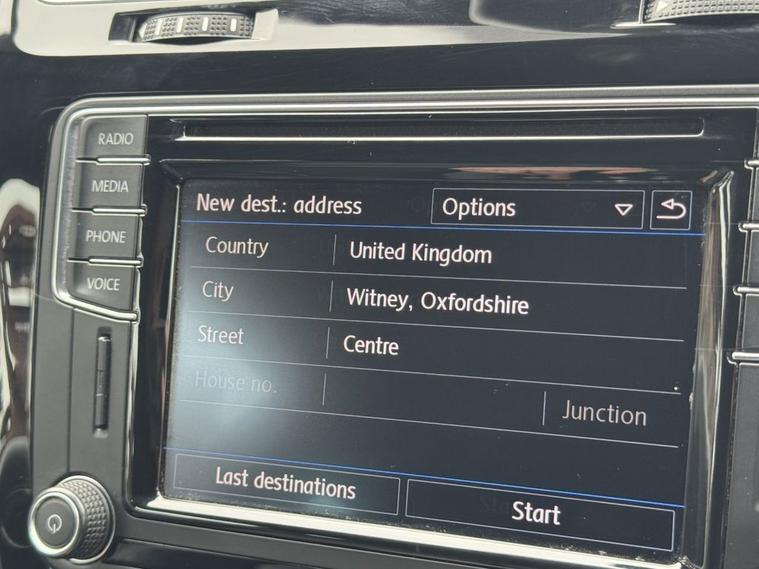 RADIO
MEDIA
PHONE
VOICE
New dest.: address
Options
Country United Kingdom
City Witney, Oxfordshire
Street Centre
House no. Junction
Last destinations
Start